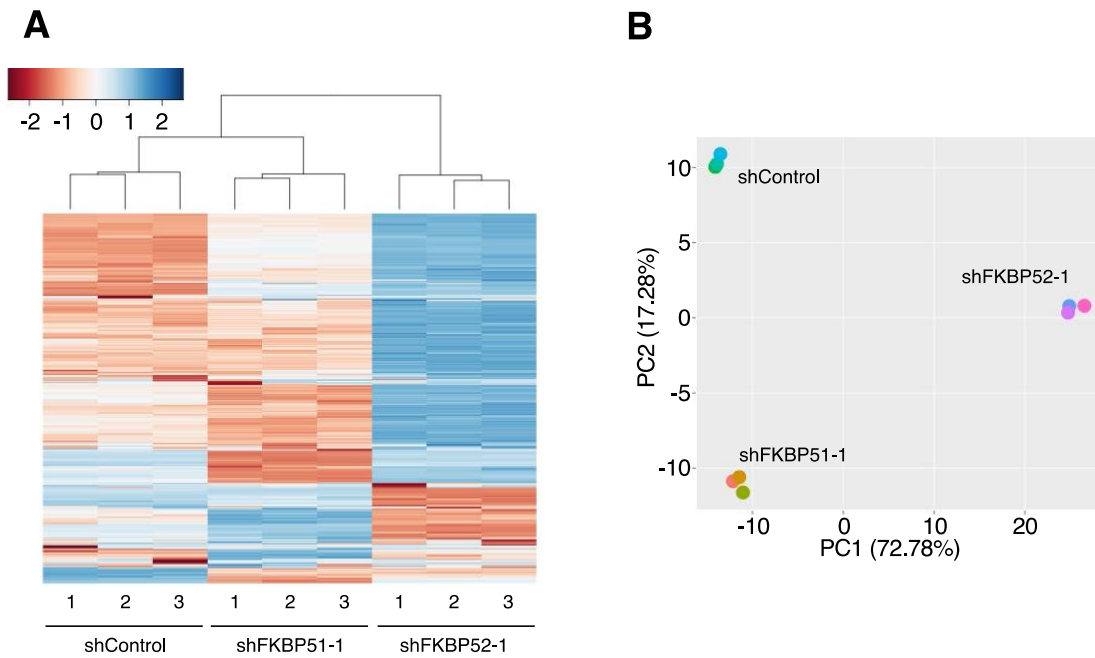 A
-2 -1 0 1 2
1 2 3 1 2 3 1 2 3
shControl shFKBP51-1 shFKBP52-1
B
10
5
0
-5
-10
shControl
shFKBP52-1
shFKBP51-1
PC2 (17.28%)
-10 0 10 20
PC1 (72.78%)